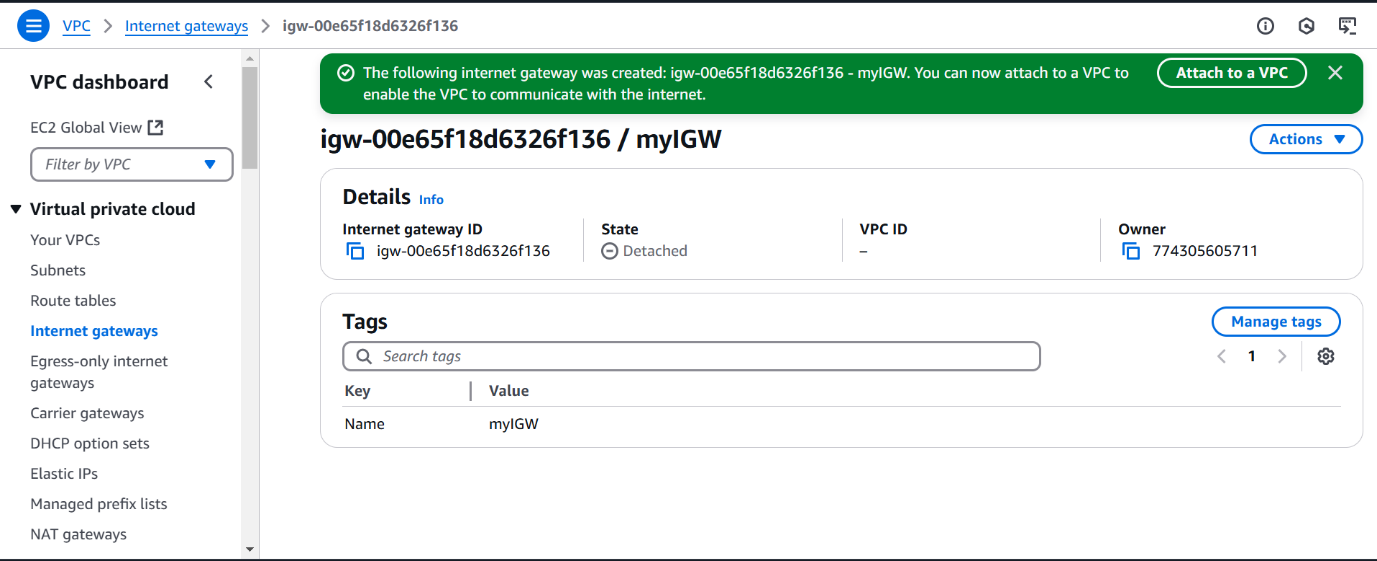 VPC > Internet gateways > igw-00e65f18d6326f136
VPC dashboard
EC2 Global View
Filter by VPC
Virtual private cloud
Your VPCs
Subnets
Route tables
Internet gateways
Egress-only internet
gateways
Carrier gateways
DHCP option sets
Elastic IPs
Managed prefix lists
NAT gateways
The following internet gateway was created: igw-00e65f18d6326f136 - myIGW. You can now attach to a VPC to
enable the VPC to communicate with the internet.
Attach to a VPC
igw-00e65f18d6326f136 / myIGW
Actions
Details Info
Internet gateway ID
igw-00e65f18d6326f136
State
Detached
VPC ID
–
Owner
774305605711
Tags
Manage tags
Search tags
1
Key Value
Name myIGW